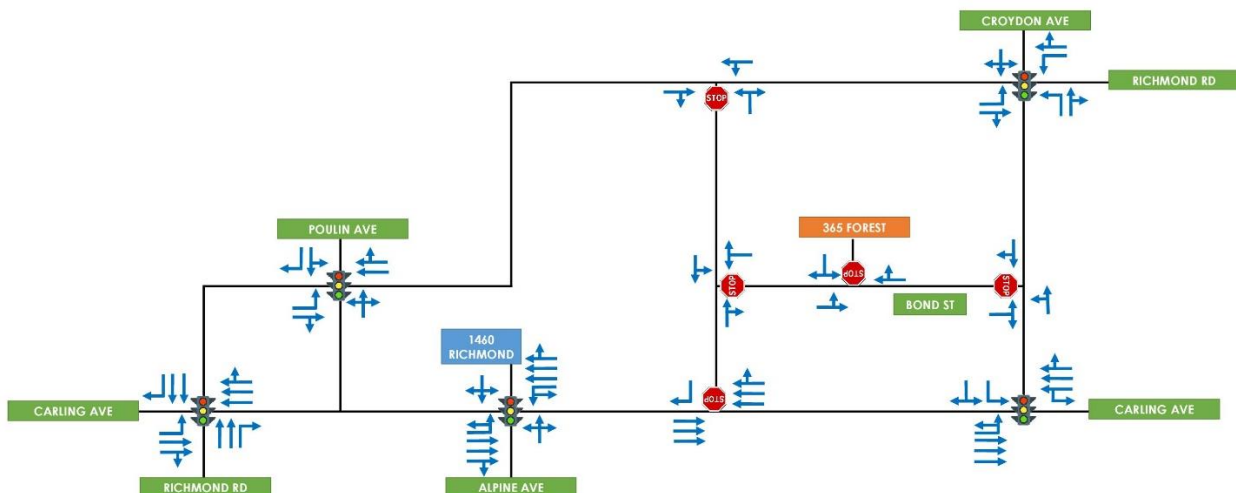 CROYDON AVE
RICHMOND RD
STOP
POULIN AVE
365 FOREST
STOP
STOP
STOP
BOND ST
1460
RICHMOND
CARLING AVE
STOP
CARLING AVE
RICHMOND RD
ALPINE AVE